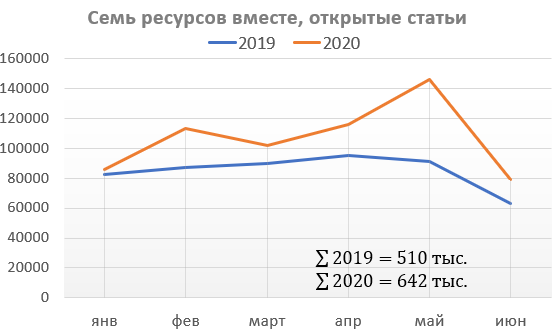 Семь ресурсов вместе, открытые статьи
2019 2020
160000
140000
120000
100000
80000
60000
40000
20000
0
∑ 2019 = 510 тыс.
∑ 2020 = 642 тыс.
янв фев март апр май июн